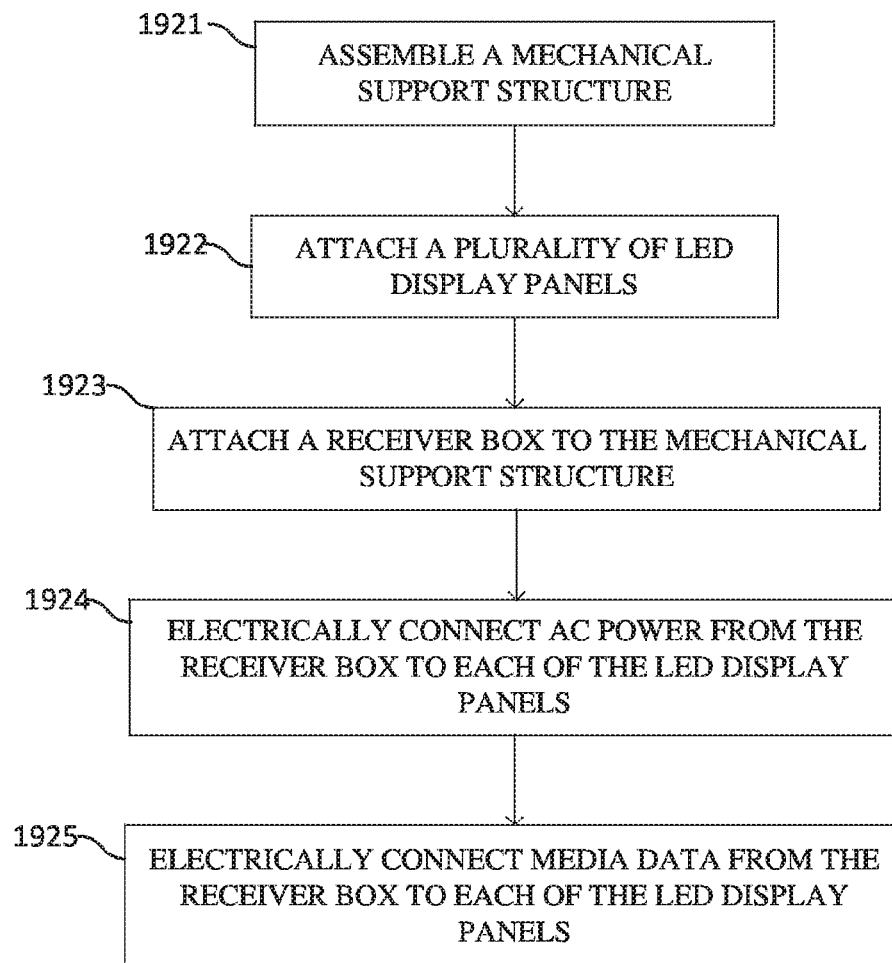 1921
ASSEMBLE A MECHANICAL
SUPPORT STRUCTURE
1922
ATTACH A PLURALITY OF LED
DISPLAY PANELS
1923
ATTACH A RECEIVER BOX TO THE MECHANICAL
SUPPORT STRUCTURE
1924
ELECTRICALLY CONNECT AC POWER FROM THE
RECEIVER BOX TO EACH OF THE LED DISPLAY
PANELS
1925
ELECTRICALLY CONNECT MEDIA DATA FROM THE
RECEIVER BOX TO EACH OF THE LED DISPLAY
PANELS